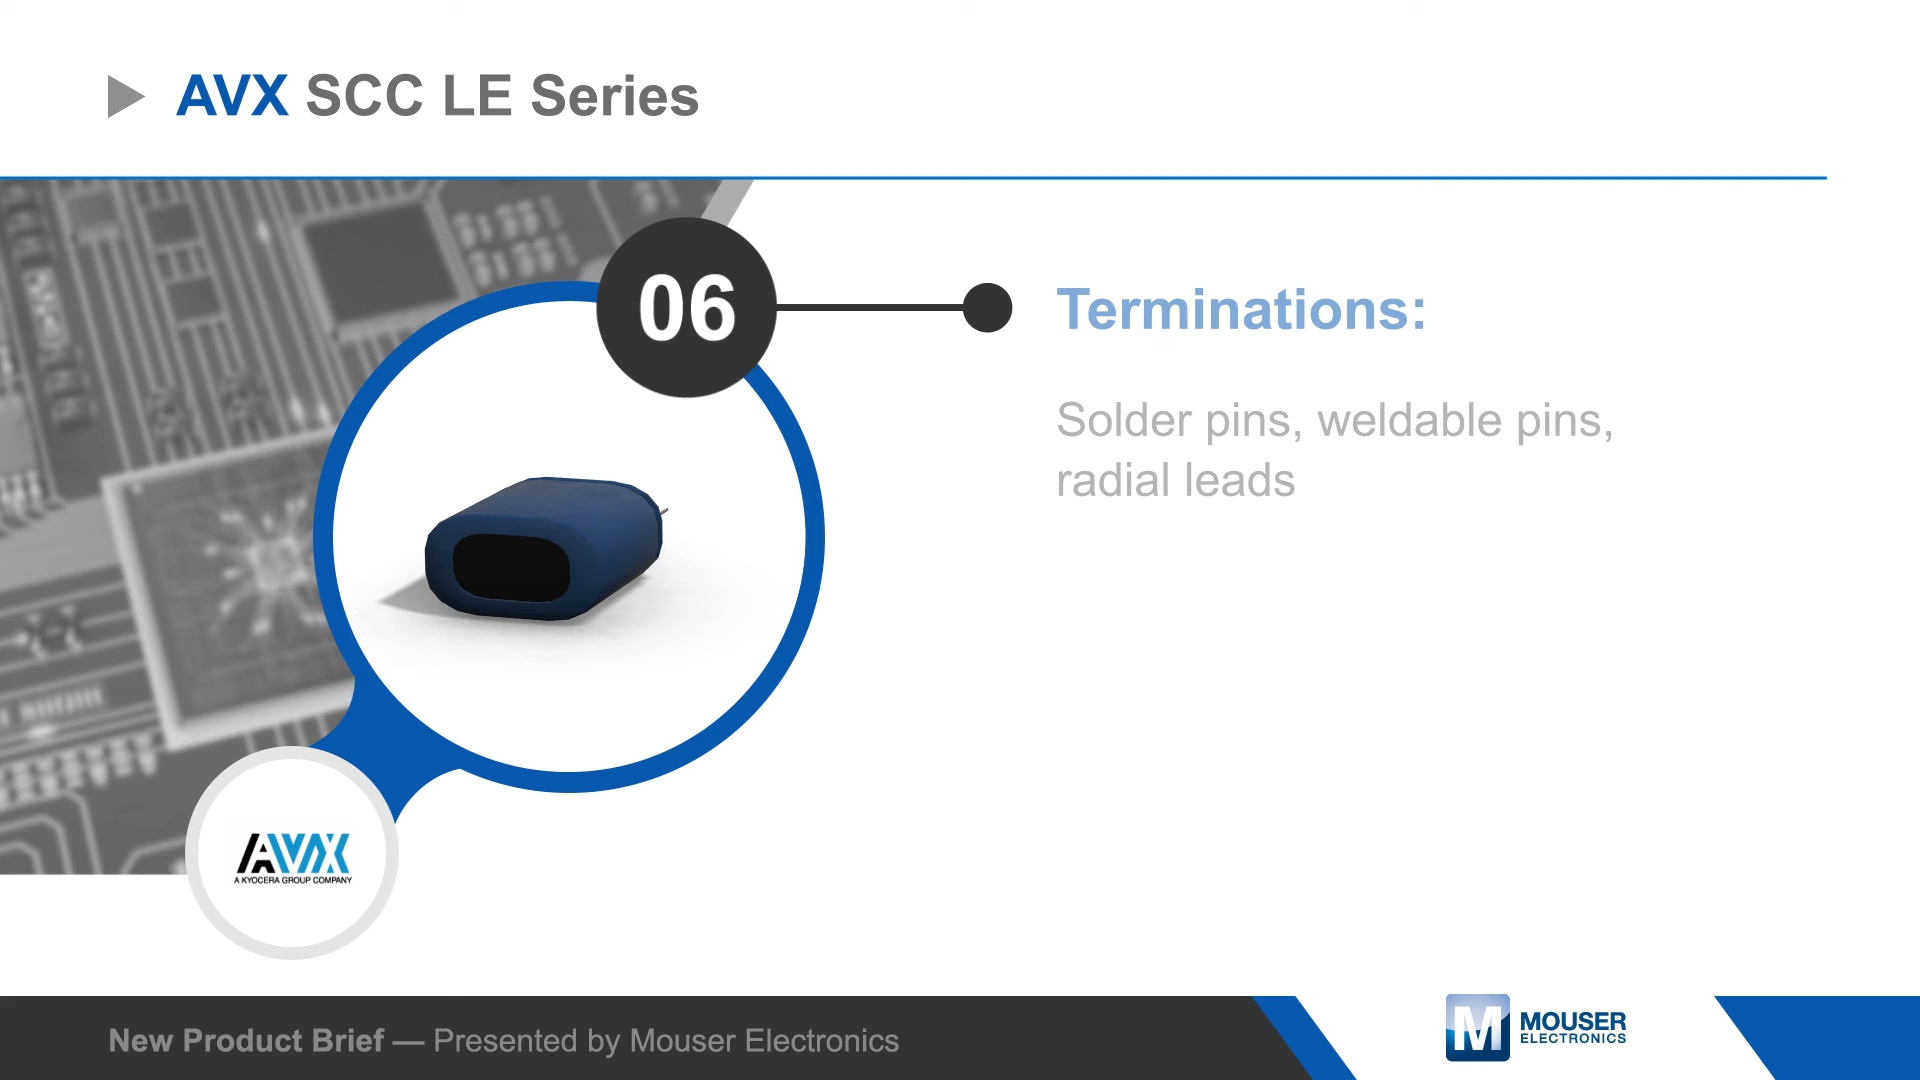 AVX SCC LE Series
06
Terminations:
Solder pins, weldable pins,
radial leads
AVX
A KYOCERA GROUP COMPANY
New Product Brief — Presented by Mouser Electronics
M
MOUSER
ELECTRONICS